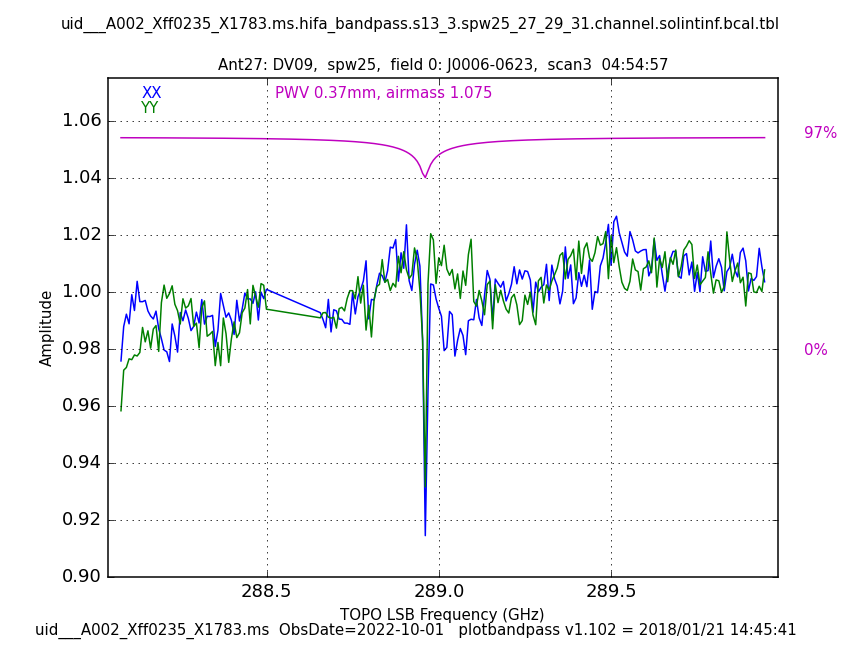 uid___A002_Xff0235_X1783.ms.hifa_bandpass.s13_3.spw25_27_29_31.channel.solintinf.bcal.tbl
Ant27: DV09, spw25, field 0: J0006-0623, scan3 04:54:57
XX
YY
PWV 0.37mm, airmass 1.075
97%
0%
1.06
1.04
1.02
1.00
0.98
0.96
0.94
0.92
0.90
Amplitude
288.5
289.0
289.5
TOPO LSB Frequency (GHz)
uid___A002_Xff0235_X1783.ms ObsDate=2022-10-01 plotbandpass v1.102 = 2018/01/21 14:45:41